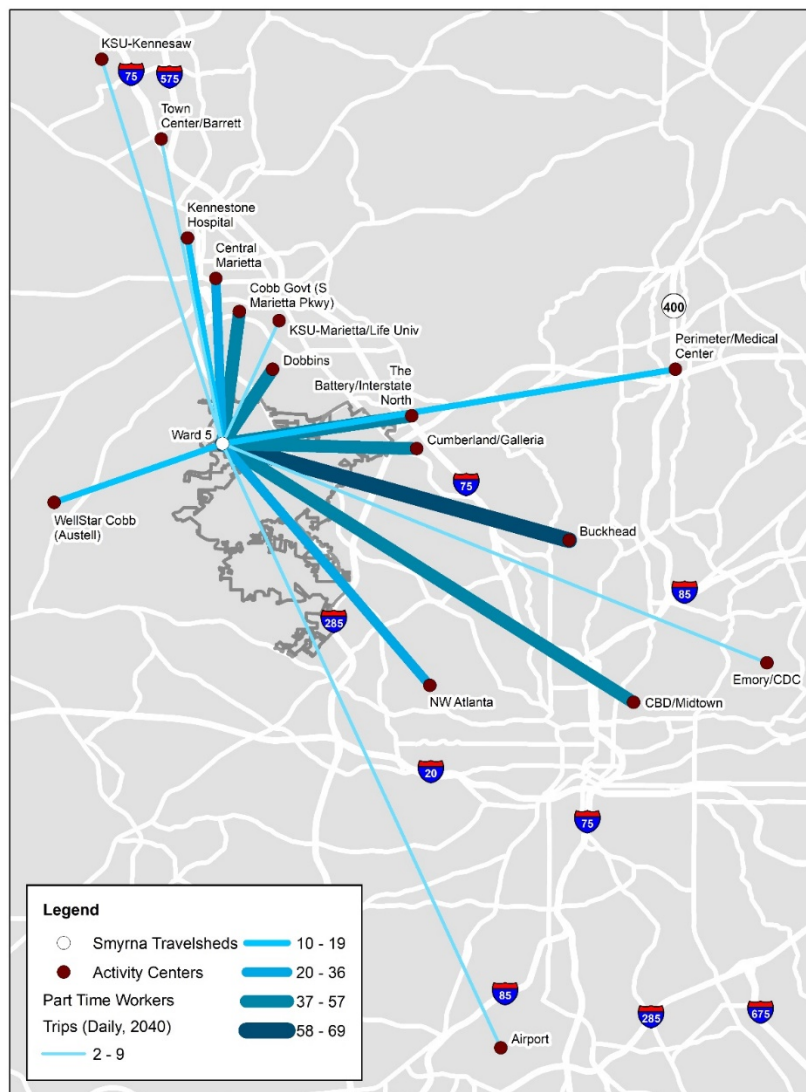 KSU-Kennesaw
75
575
Town
Center/Barrett
Kennestone
Hospital
Central
Marietta
Cobb Govt (S
Marietta Pkwy)
KSU-Marietta/Life Univ
400
Perimeter/Medical
Center
Dobbins
The
Battery/Interstate
North
Ward 5
Cumberland/Galleria
75
WellStar Cobb
(Austell)
Buckhead
85
285
Emory/CDC
NW Atlanta
CBD/Midtown
20
75
Legend
Smyrna Travelsheds
Activity Centers
Part Time Workers
Trips (Daily, 2040)
2 - 9
10 - 19
20 - 36
37 - 57
58 - 69
85
285
675
Airport